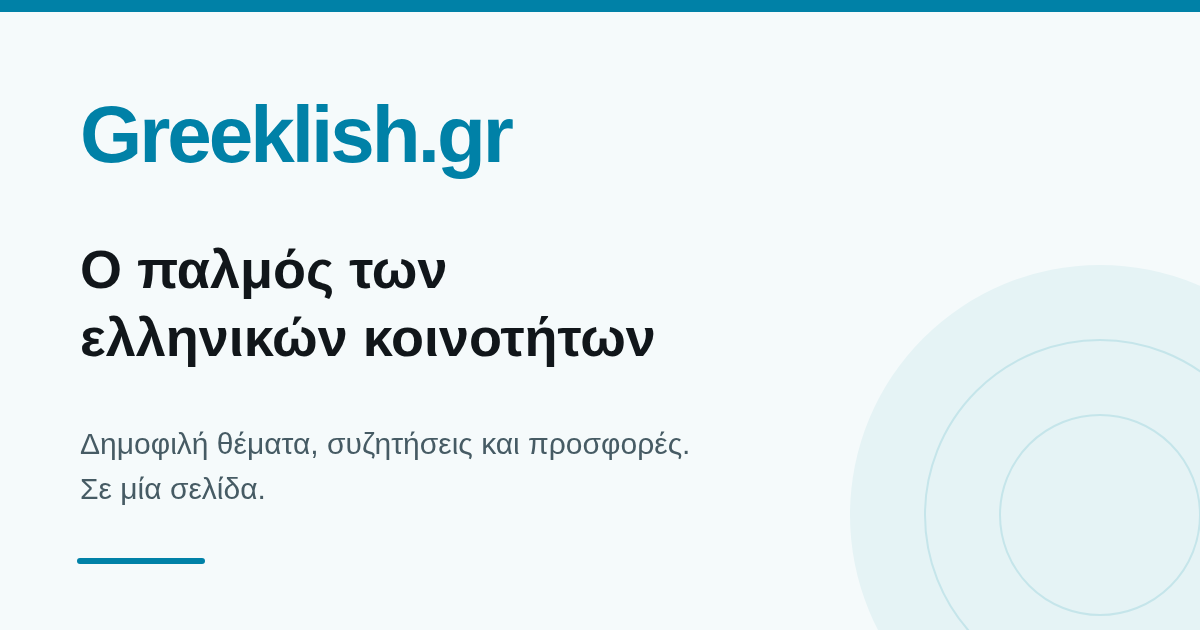 Greeklish.gr
Ο παλμός των
ελληνικών κοινοτήτων
Δημοφιλή θέματα, συζητήσεις και προσφορές.
Σε μία σελίδα.